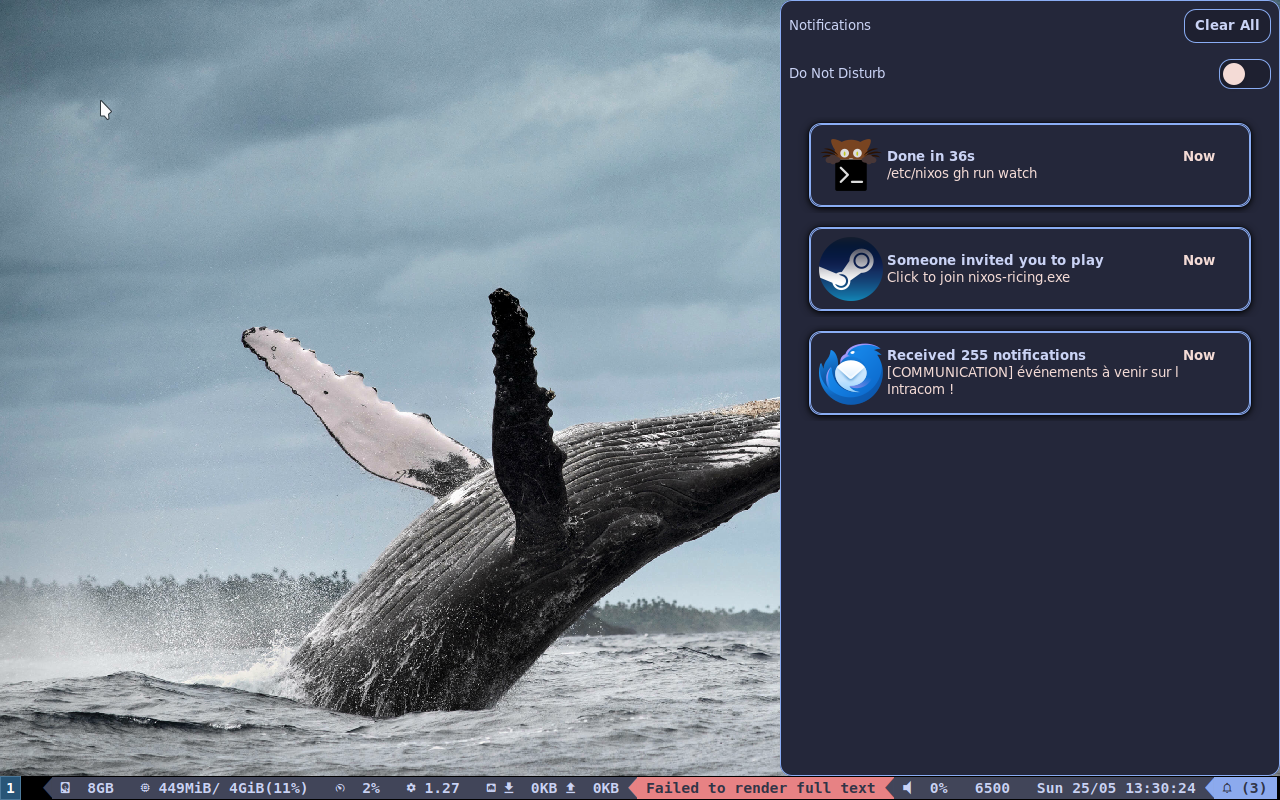 Notifications
Clear All
Do Not Disturb
Done in 36s
Now
/etc/nixos gh run watch
Someone invited you to play
Now
Click to join nixos-ricing.exe
Received 255 notifications
Now
[COMMUNICATION] événements à venir sur l
Intracom !
1 8GB 449MiB/ 4GiB(11%) 2% 1.27 0KB 0KB Failed to render full text 0% 6500 Sun 25/05 13:30:24 (3)